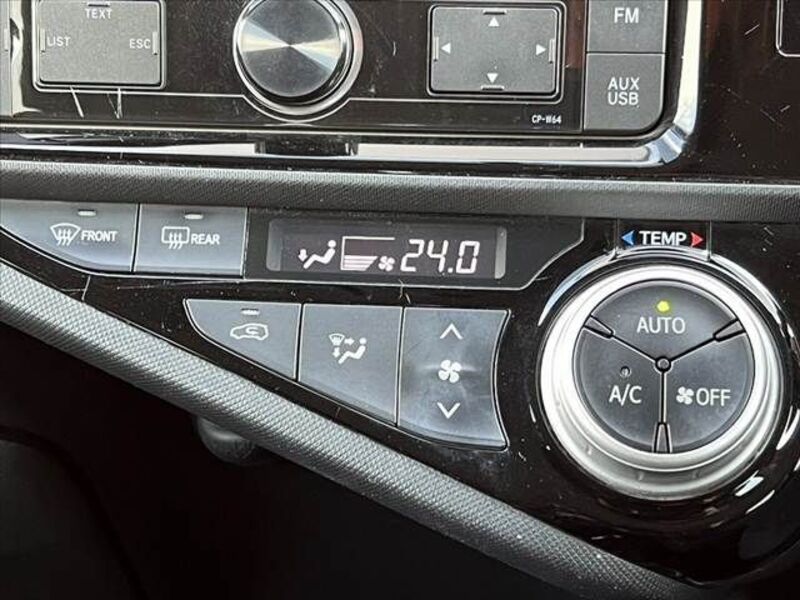 TEXT
LIST
ESC
FM
AUX
USB
CP-W64
FRONT
REAR
24.0
TEMP
AUTO
A/C
OFF